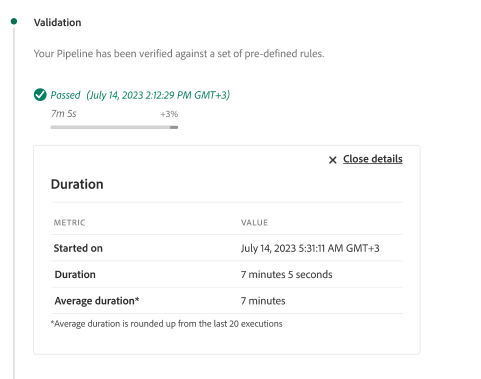 Validation
Your Pipeline has been verified against a set of pre-defined rules.
Passed (July 14, 2023 2:12:29 PM GMT+3)
7m 5s +3%
Close details
Duration
METRIC VALUE
Started on July 14, 2023 5:31:11 AM GMT+3
Duration 7 minutes 5 seconds
Average duration* 7 minutes
*Average duration is rounded up from the last 20 executions